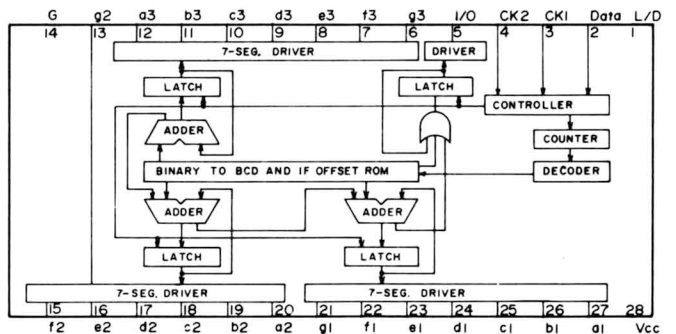 G g2 a3 b3 c3 d3 e3 f3 g3 I/O CK2 CK1 Data L/D
14 13 12 11 10 9 8 7 6 5 4 3 2 1
7-SEG. DRIVER DRIVER
LATCH LATCH
CONTROLLER
ADDER
COUNTER
BINARY TO BCD AND IF OFFSET ROM DECODER
ADDER ADDER
LATCH LATCH
7-SEG. DRIVER 7-SEG. DRIVER
15 16 17 18 19 20 21 22 23 24 25 26 27 28
f2 e2 d2 c2 b2 a2 g1 f1 e1 d1 c1 b1 a1 Vcc